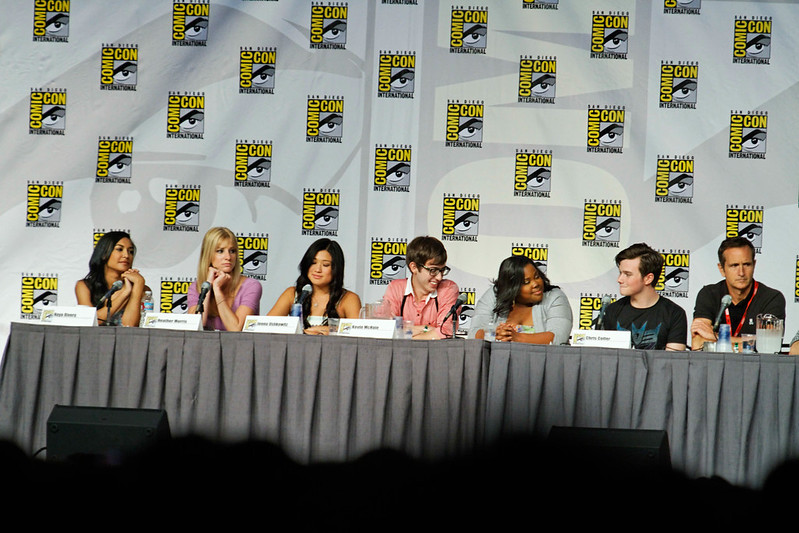 SAN DIEGO
COMIC CON
INTERNATIONAL
Naya Rivera
Heather Morris
Jenna Ushkowitz
Kevin McHale
Chris Colfer